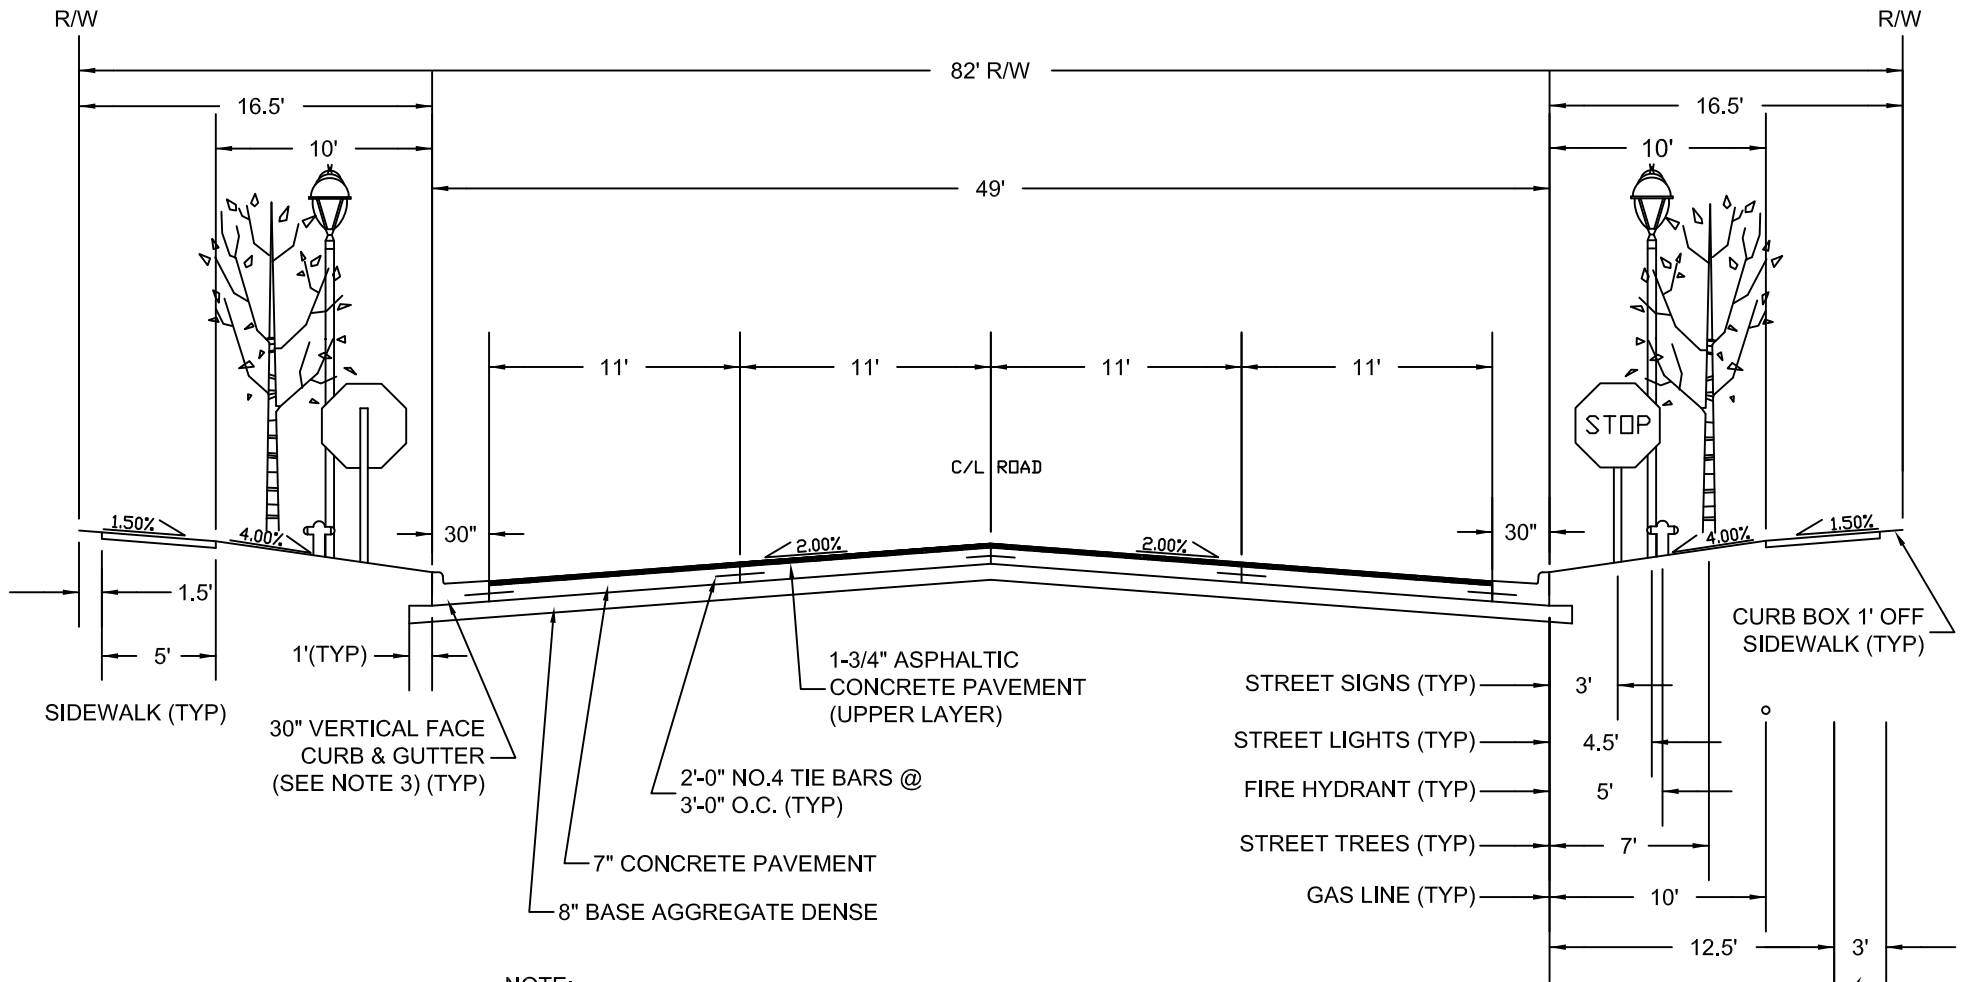 R/W
R/W
82' R/W
16.5'
16.5'
10'
10'
49'
11'
11'
11'
11'
STOP
C/L ROAD
1.50%
4.00%
30"
2.00%
2.00%
30"
4.00%
1.50%
1.5'
5'
1'(TYP)
SIDEWALK (TYP)
30" VERTICAL FACE
CURB & GUTTER
(SEE NOTE 3) (TYP)
1-3/4" ASPHALTIC
CONCRETE PAVEMENT
(UPPER LAYER)
2'-0" NO.4 TIE BARS @
3'-0" O.C. (TYP)
7" CONCRETE PAVEMENT
8" BASE AGGREGATE DENSE
CURB BOX 1' OFF
SIDEWALK (TYP)
STREET SIGNS (TYP)
3'
STREET LIGHTS (TYP)
4.5'
FIRE HYDRANT (TYP)
5'
STREET TREES (TYP)
7'
GAS LINE (TYP)
10'
12.5'
3'
NOTE: